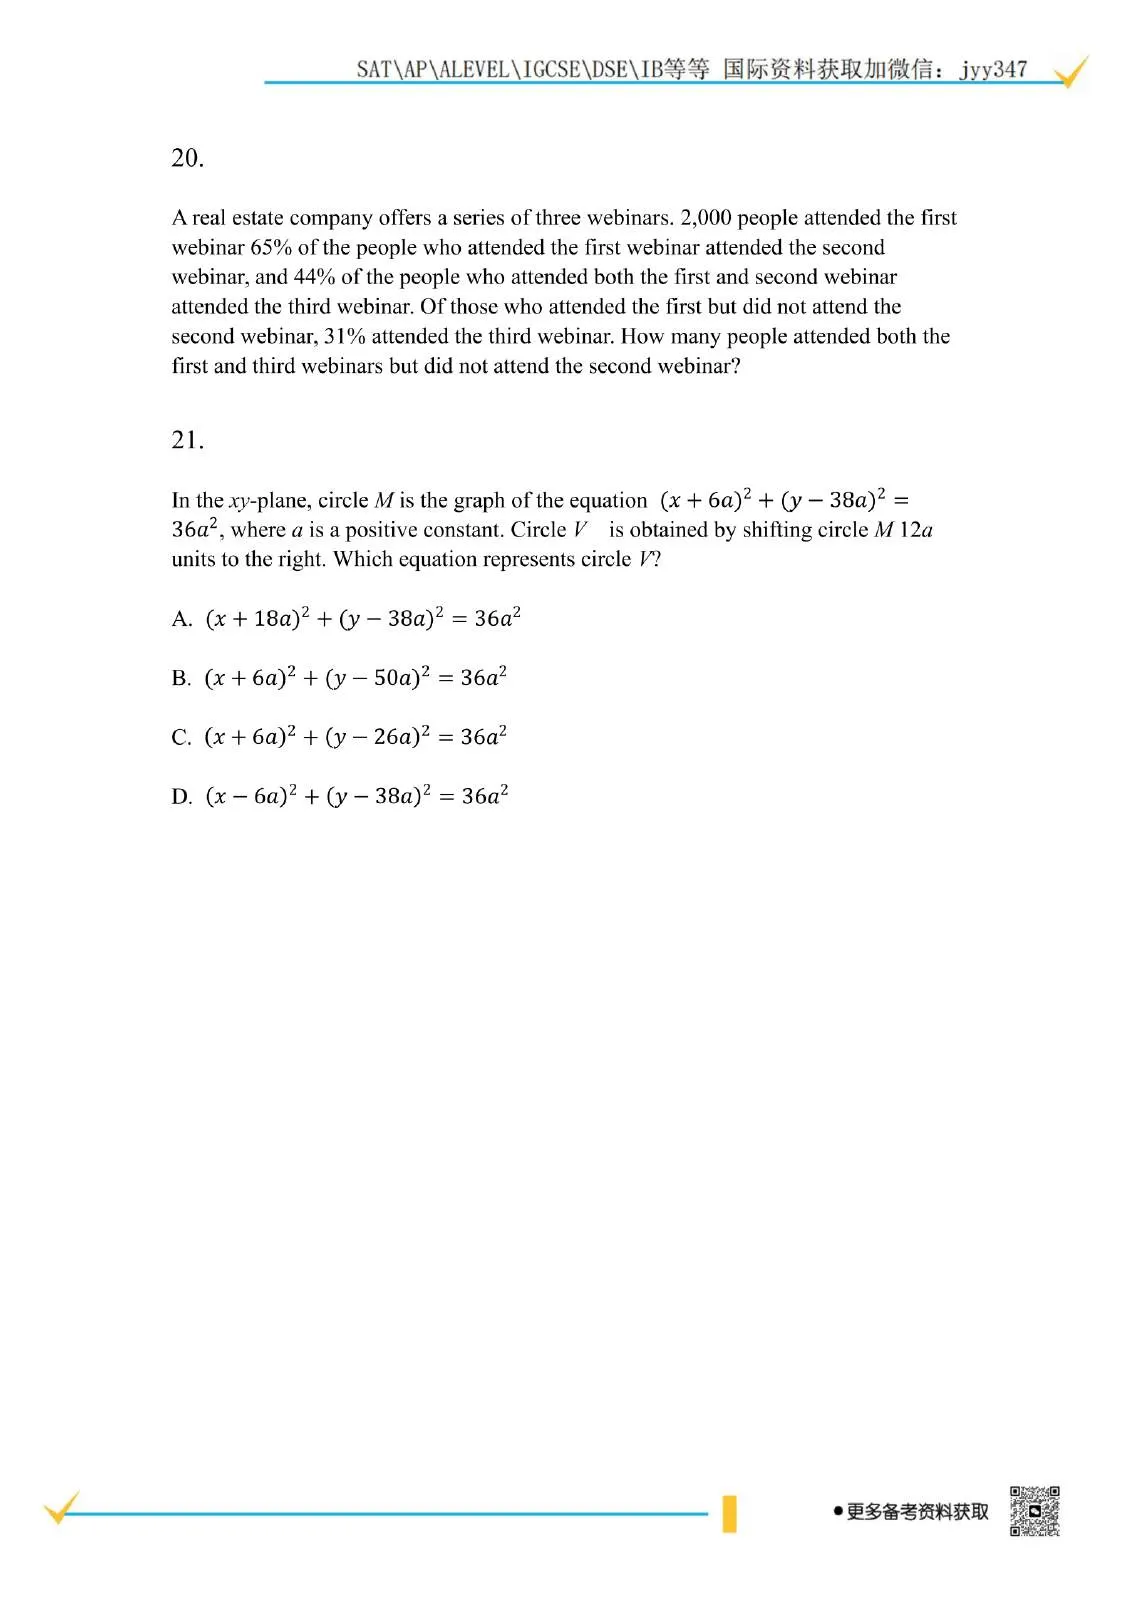 SAT\AP\ALEVEL\IGCSE\DSE\IB等等 国际资料获取加微信：jyy347
20.
A real estate company offers a series of three webinars. 2,000 people attended the first
webinar 65% of the people who attended the first webinar attended the second
webinar, and 44% of the people who attended both the first and second webinar
attended the third webinar. Of those who attended the first but did not attend the
second webinar, 31% attended the third webinar. How many people attended both the
first and third webinars but did not attend the second webinar?
21.
In the xy-plane, circle M is the graph of the equation (x + 6a)² + (y − 38a)² =
36a², where a is a positive constant. Circle V is obtained by shifting circle M 12a
units to the right. Which equation represents circle V?
A. (x + 18a)² + (y − 38a)² = 36a²
B. (x + 6a)² + (y − 50a)² = 36a²
C. (x + 6a)² + (y − 26a)² = 36a²
D. (x − 6a)² + (y − 38a)² = 36a²
●更多备考资料获取